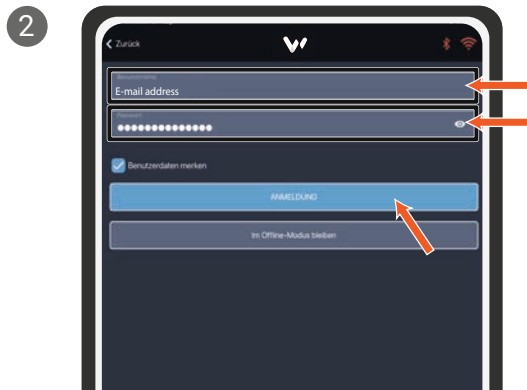 2
Zurück
Benutzername
E-mail address
Passwort
Benutzerdaten merken
ANMELDUNG
Im Offline-Modus bleiben